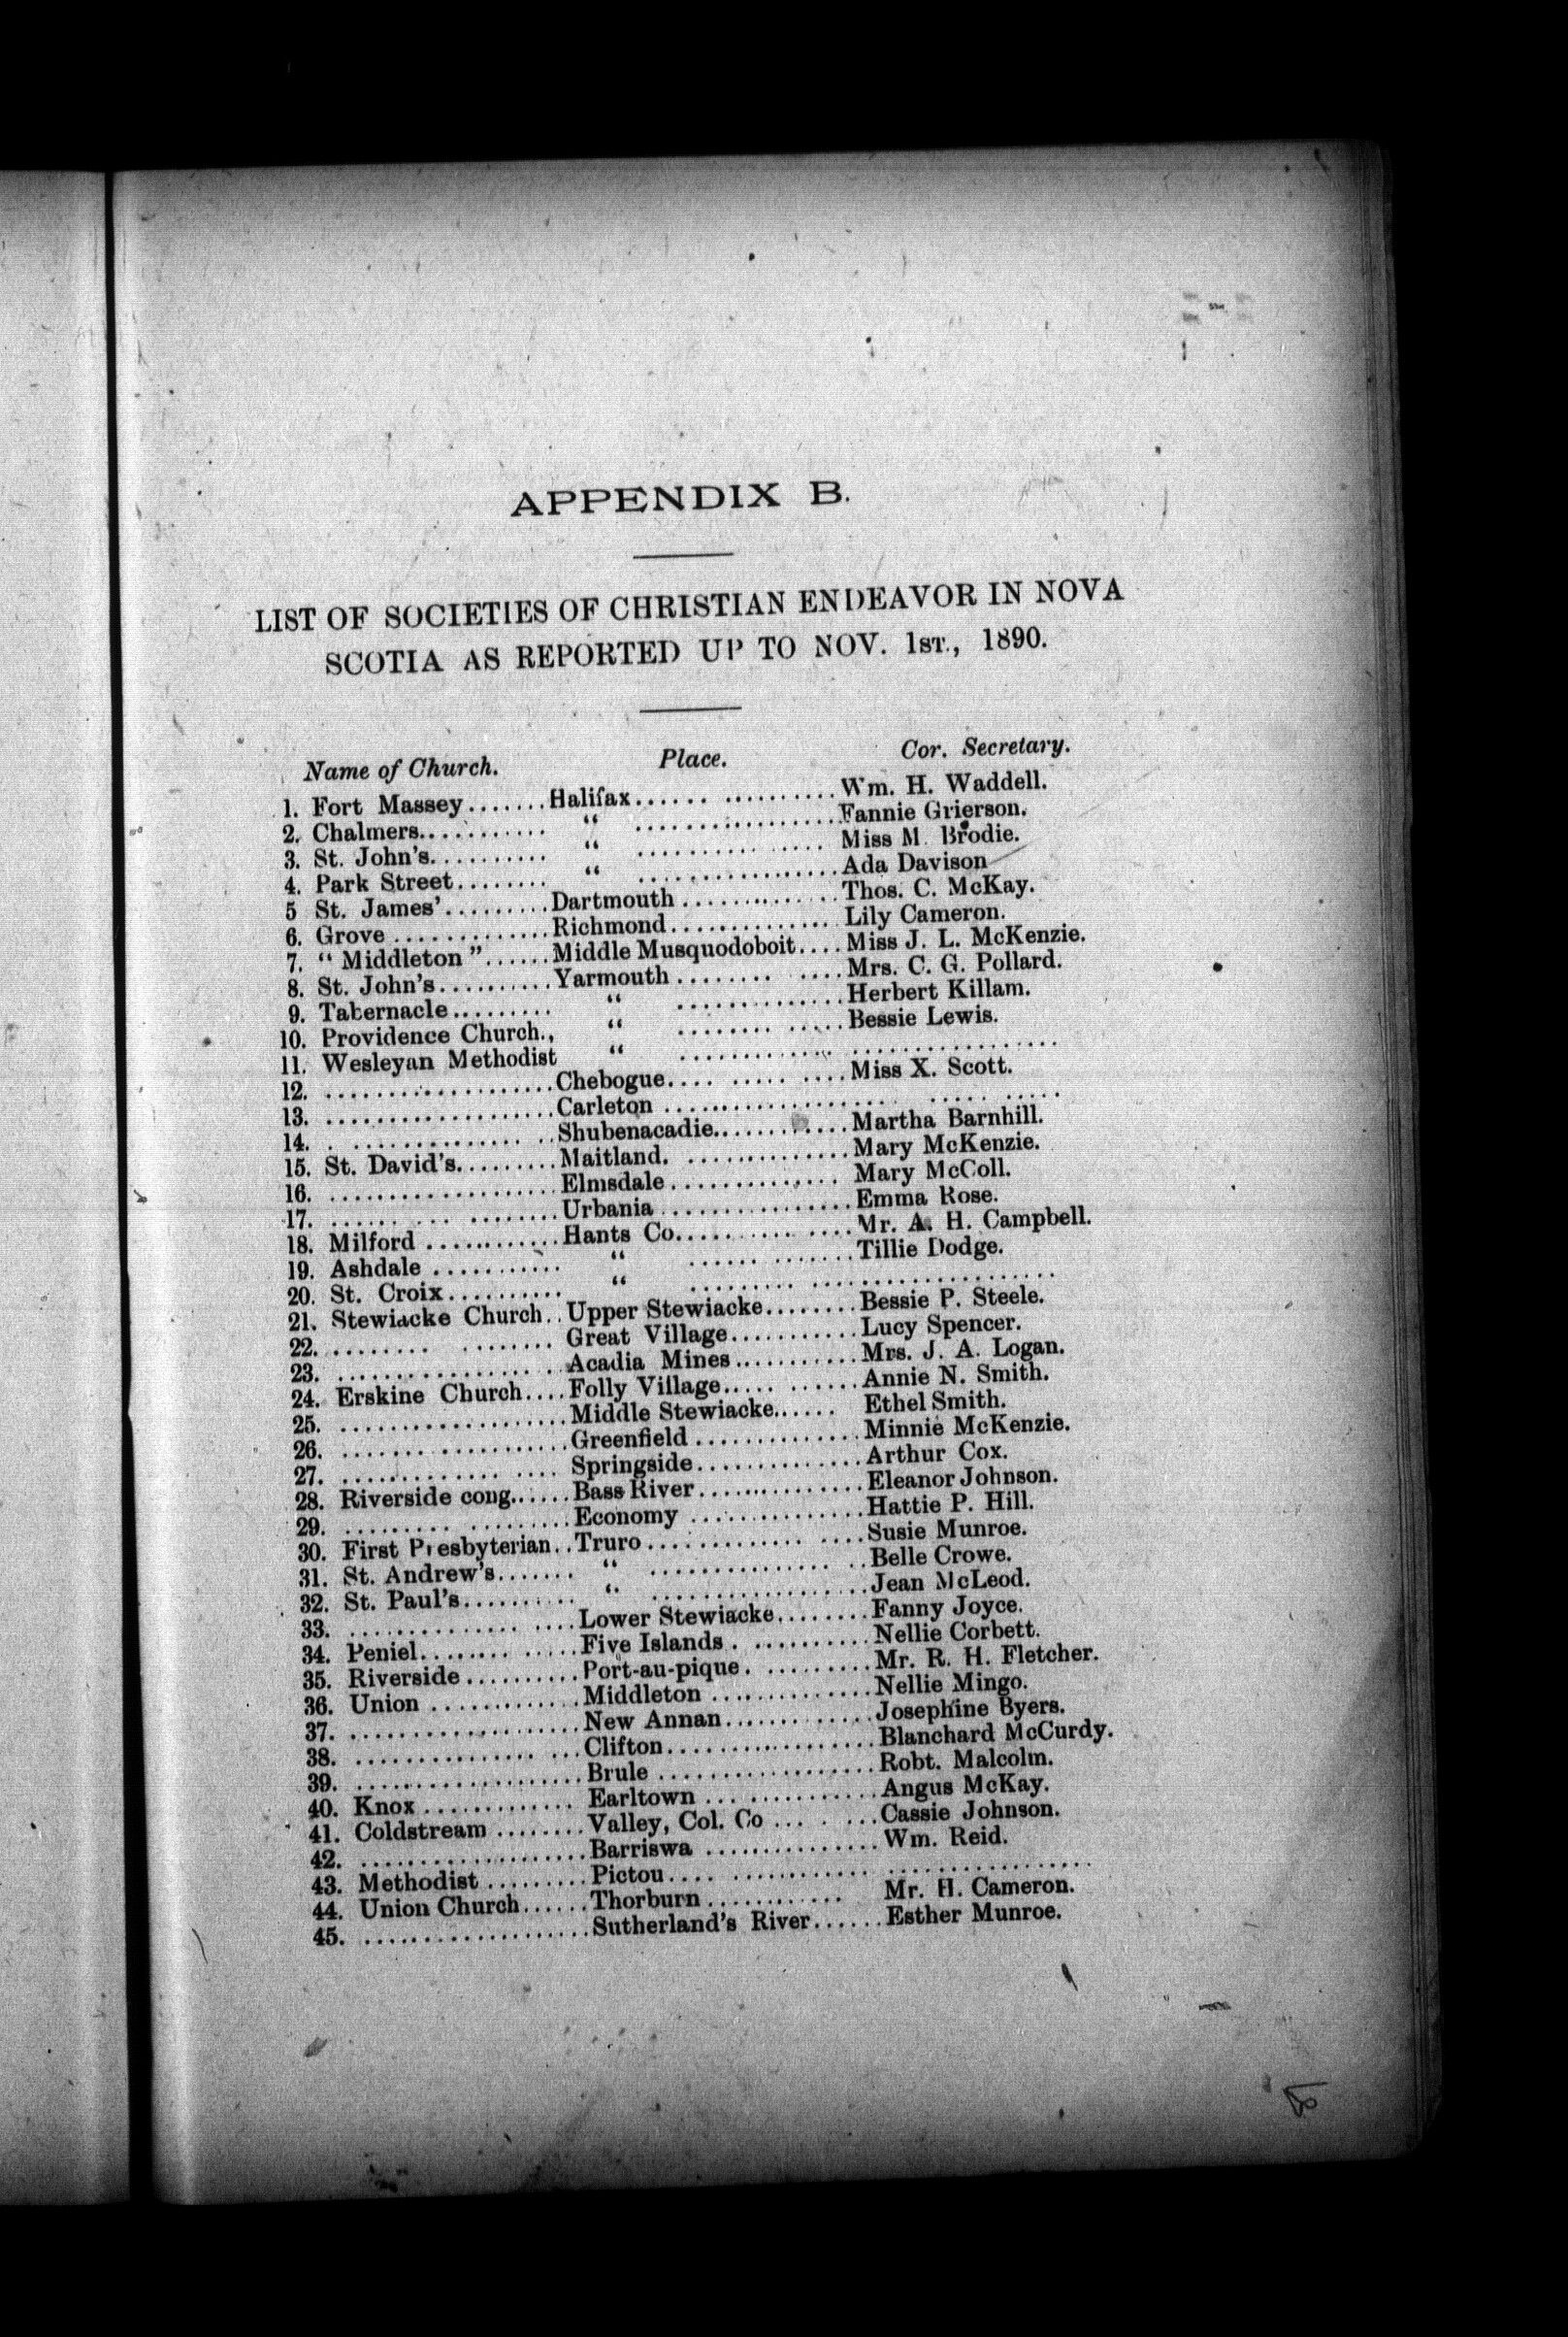 APPENDIX B.
LIST OF SOCIETIES OF CHRISTIAN ENDEAVOR IN NOVA
SCOTIA AS REPORTED UP TO NOV. 1ST., 1890.
Name of Church. Place. Cor. Secretary.
1. Fort Massey.......Halifax................Wm. H. Waddell.
2. Chalmers........... “ ..................Fannie Grierson.
3. St. John's.......... “ ................ Miss M. Brodie.
4. Park Street........ “ .................Ada Davison
5 St. James'.........Dartmouth.............Thos. C. McKay.
6. Grove.............Richmond.............. Lily Cameron.
7. “ Middleton ”......Middle Musquodoboit....Miss J. L. McKenzie.
8. St. John's..........Yarmouth............Mrs. C. G. Pollard.
9. Tabernacle......... “ ..............Herbert Killam.
10. Providence Church., “ .............Bessie Lewis.
11. Wesleyan Methodist “ ..............................
12. ...................Chebogue.............Miss X. Scott.
13. ...................Carleton.............................
14. ..................Shubenacadie...........Martha Barnhill.
15. St. David's.........Maitland...............Mary McKenzie.
16. ...................Elmsdale.............. Mary McColl.
17. ..................Urbania................Emma Rose.
18. Milford............Hants Co..............Mr. A. H. Campbell.
19. Ashdale........... “ .............Tillie Dodge.
20. St. Croix.......... “ .............................
21. Stewiacke Church..Upper Stewiacke........Bessie P. Steele.
22. ................ Great Village...........Lucy Spencer.
23. ...................Acadia Mines...........Mrs. J. A. Logan.
24. Erskine Church....Folly Village...........Annie N. Smith.
25. ...................Middle Stewiacke...... Ethel Smith.
26. ...................Greenfield..............Minnie McKenzie.
27. ................. Springside..............Arthur Cox.
28. Riverside cong......Bass River..............Eleanor Johnson.
29. ..................Economy...............Hattie P. Hill.
30. First Presbyterian..Truro.................Susie Munroe.
31. St. Andrew's....... “ .................Belle Crowe.
32. St. Paul's.......... “ ..................Jean McLeod.
33. ..................Lower Stewiacke........Fanny Joyce.
34. Peniel.............Five Islands...........Nellie Corbett.
35. Riverside..........Port-au-pique..........Mr. R. H. Fletcher.
36. Union.............Middleton..............Nellie Mingo.
37. ...................New Annan.............Josephine Byers.
38. ..................Clifton.................Blanchard McCurdy.
39. ...................Brule..................Robt. Malcolm.
40. Knox............. Earltown..............Angus McKay.
41. Coldstream........Valley, Col. Co.......Cassie Johnson.
42. ...................Barriswa...............Wm. Reid.
43. Methodist.........Pictou.................................
44. Union Church......Thorburn............ Mr. H. Cameron.
45. ...................Sutherland's River......Esther Munroe.